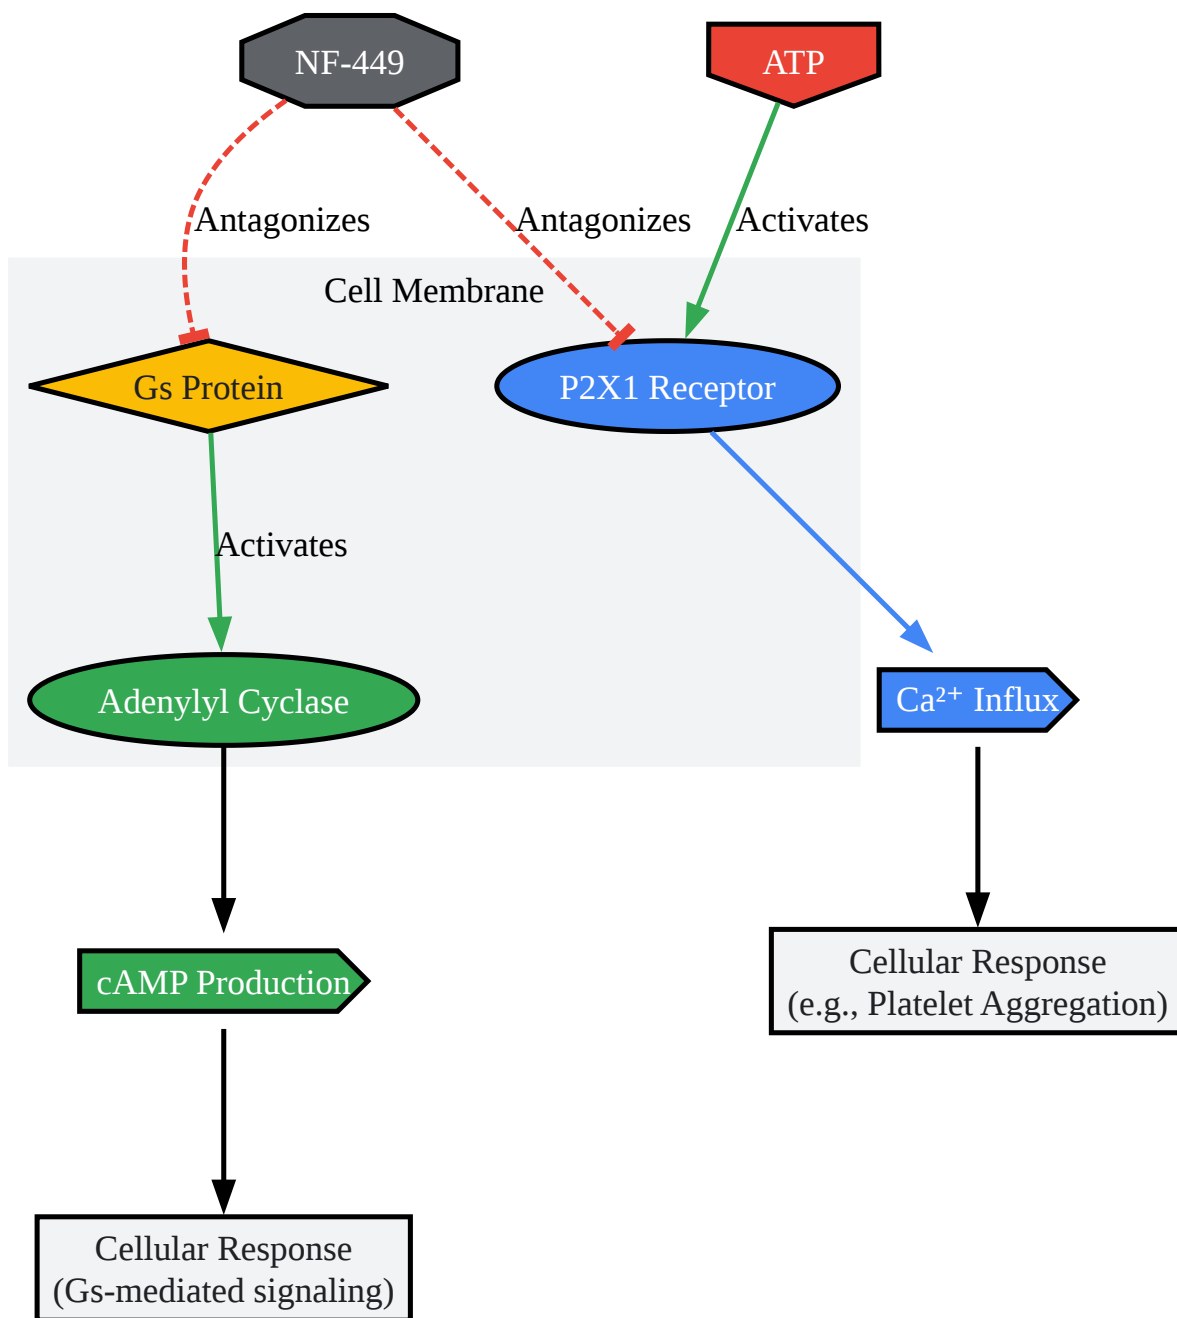 NF-449
ATP
Antagonizes
Antagonizes
Activates
Cell Membrane
Gs Protein
P2X1 Receptor
Activates
Adenylyl Cyclase
Ca²⁺ Influx
cAMP Production
Cellular Response
(e.g., Platelet Aggregation)
Cellular Response
(Gs-mediated signaling)